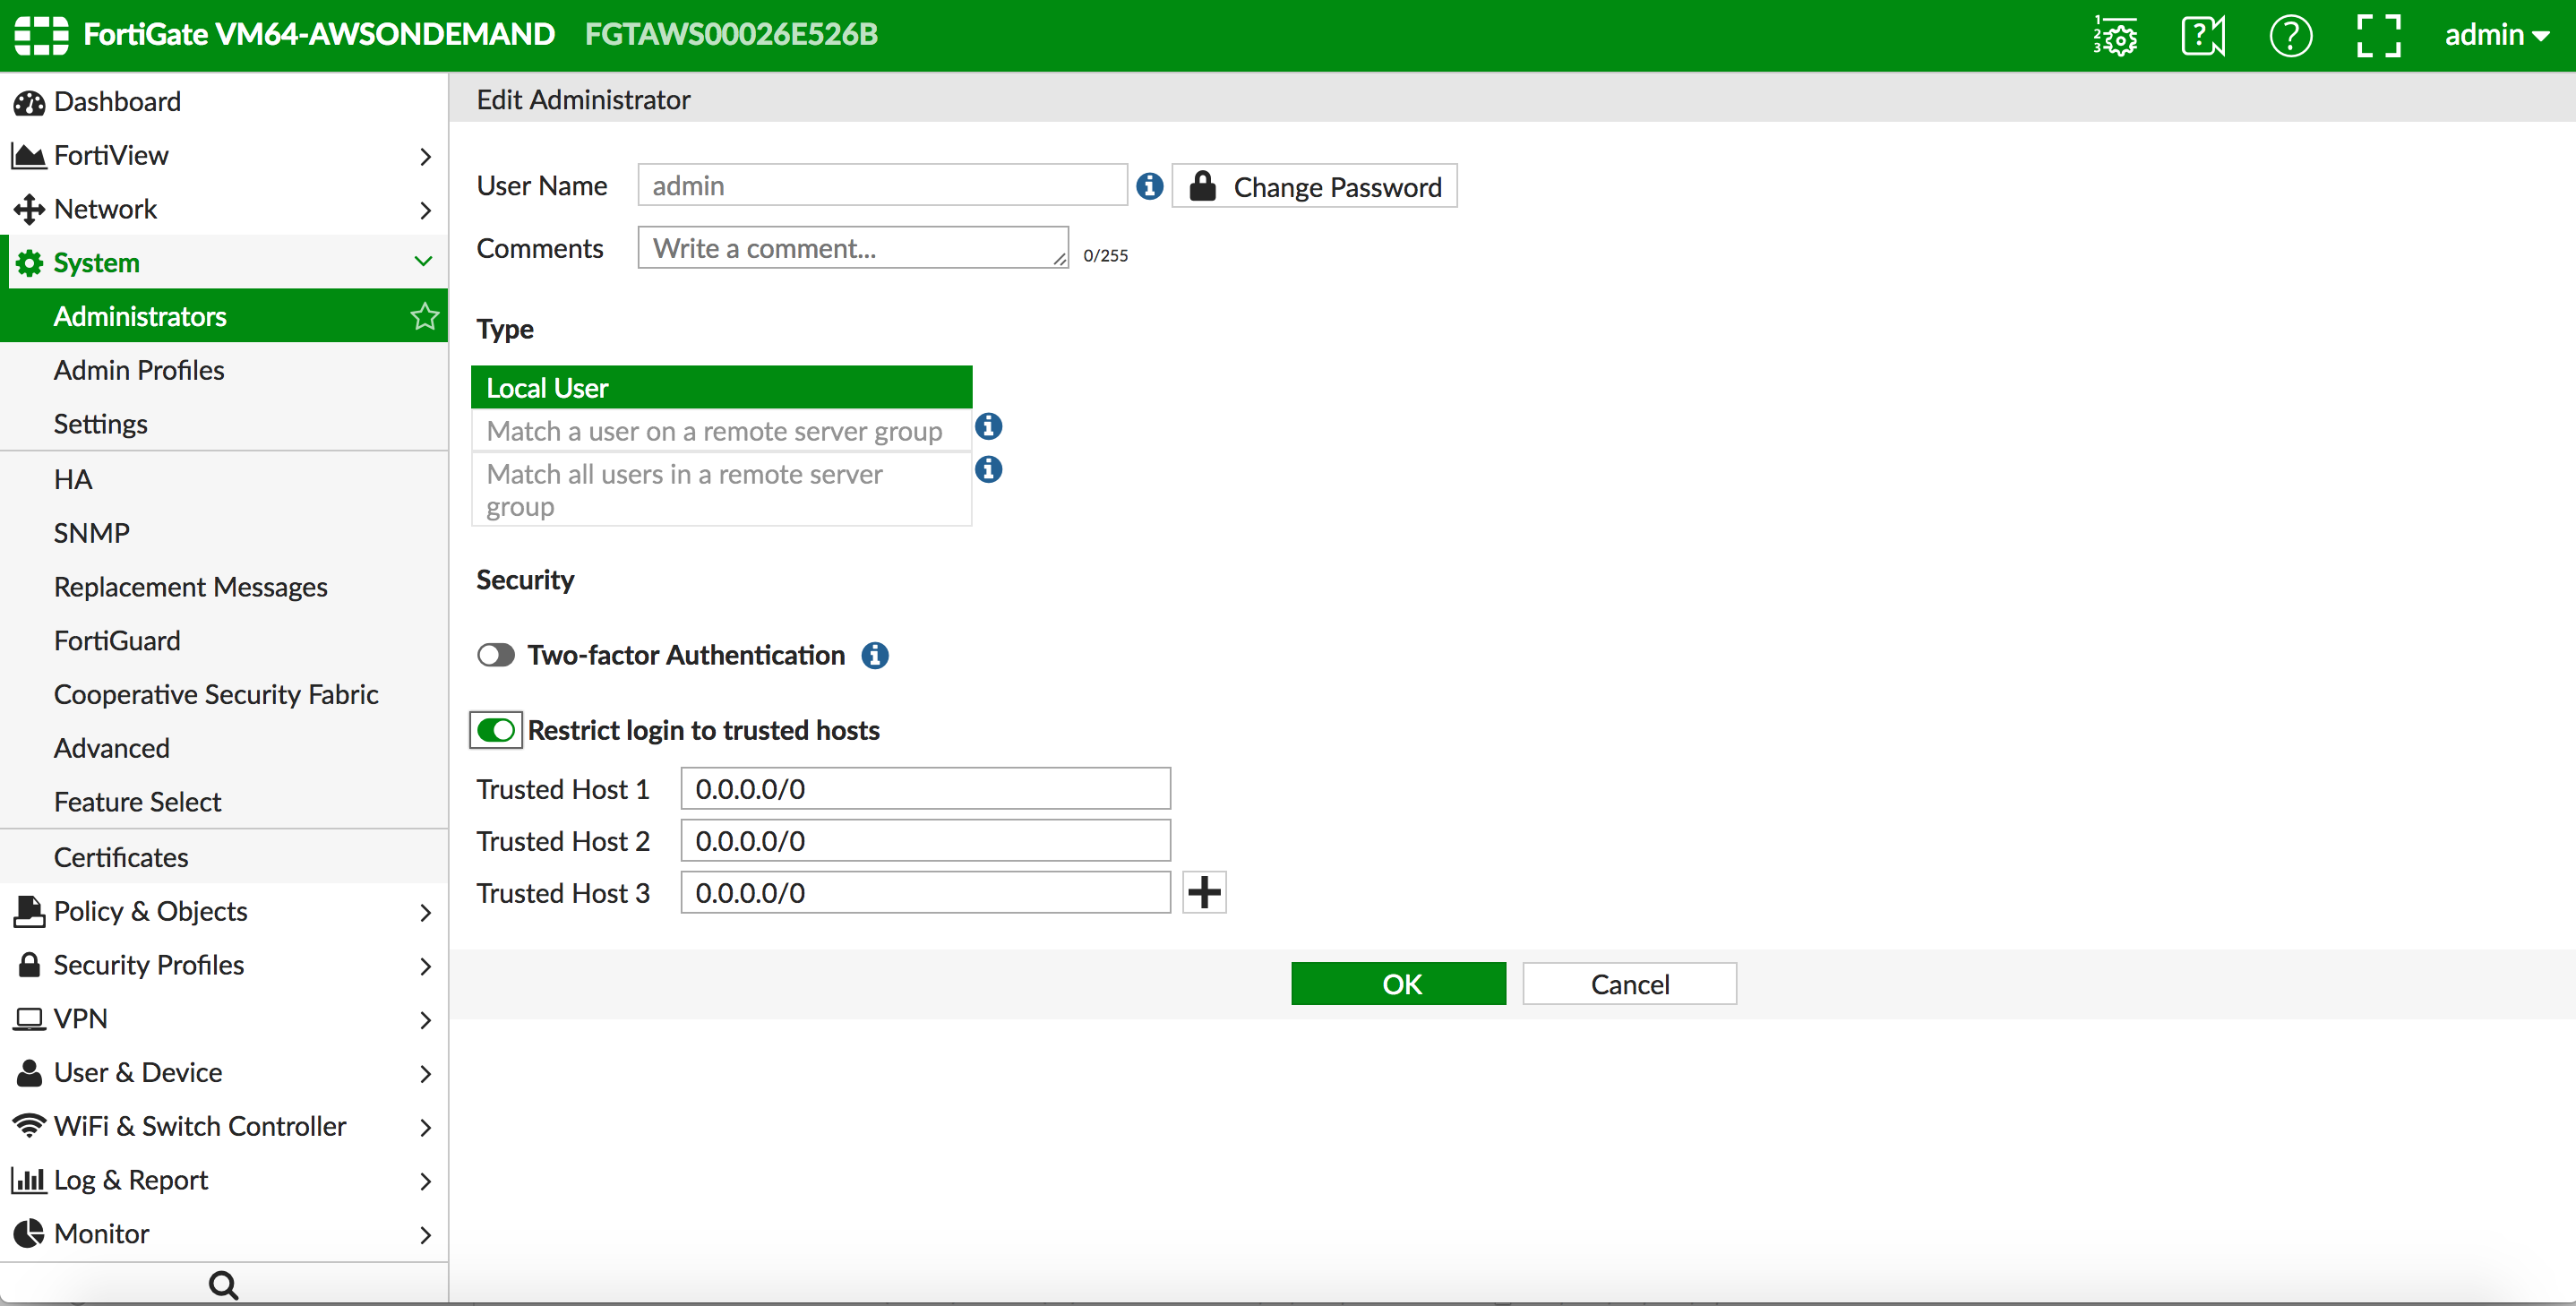 FortiGate VM64-AWSONDEMAND FGTAWS00026E526B
admin
Dashboard
FortiView
Network
System
Administrators
Admin Profiles
Settings
HA
SNMP
Replacement Messages
FortiGuard
Cooperative Security Fabric
Advanced
Feature Select
Certificates
Policy & Objects
Security Profiles
VPN
User & Device
WiFi & Switch Controller
Log & Report
Monitor
Edit Administrator
User Name admin Change Password
Comments Write a comment... 0/255
Type
Local User
Match a user on a remote server group
Match all users in a remote server
group
Security
Two-factor Authentication
Restrict login to trusted hosts
Trusted Host 1 0.0.0.0/0
Trusted Host 2 0.0.0.0/0
Trusted Host 3 0.0.0.0/0
OK Cancel